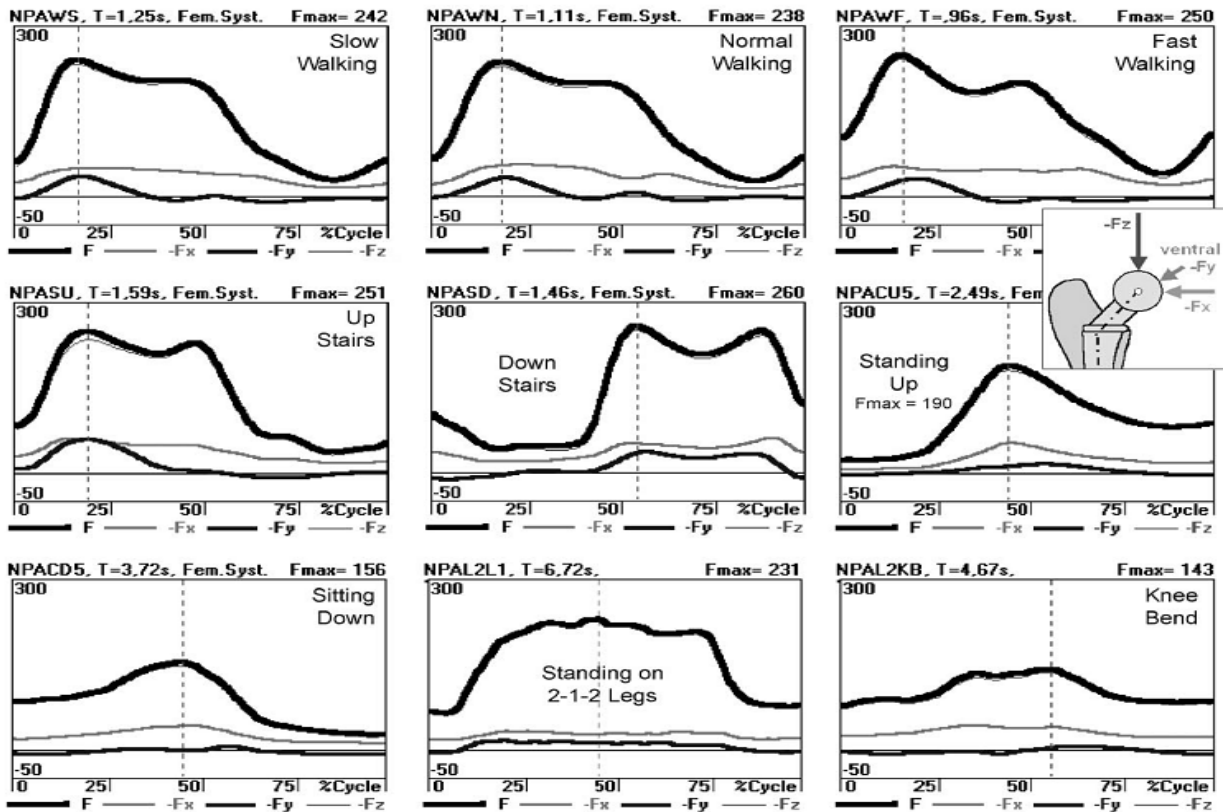 NPAWS, T=1,25s, Fem.Syst. Fmax= 242
300
Slow
Walking
-50
0 25 50 75 %Cycle
F -Fx -Fy -Fz
NPAWN, T=1,11s, Fem.Syst. Fmax= 238
300
Normal
Walking
-50
0 25 50 75 %Cycle
F -Fx -Fy -Fz
NPAWF, T=,96s, Fem.Syst. Fmax= 250
300
Fast
Walking
-50
0 25 50
F -Fx
-Fz
ventral
-Fy
-Fx
NPASU, T=1,59s, Fem.Syst. Fmax= 251
300
Up
Stairs
-50
0 25 50 75 %Cycle
F -Fx -Fy -Fz
NPASD, T=1,46s, Fem.Syst. Fmax= 260
300
Down
Stairs
-50
0 25 50 75 %Cycle
F -Fx -Fy -Fz
NPACU5, T=2,49s, Fem
300
Standing
Up
Fmax = 190
-50
0 25 50 75 %Cycle
F -Fx -Fy -Fz
NPACD5, T=3,72s, Fem.Syst. Fmax= 156
300
Sitting
Down
-50
0 25 50 75 %Cycle
F -Fx -Fy -Fz
NPAL2L1, T=6,72s, Fmax= 231
300
Standing on
2-1-2 Legs
-50
0 25 50 75 %Cycle
F -Fx -Fy -Fz
NPAL2KB, T=4,67s, Fmax= 143
300
Knee
Bend
-50
0 25 50 75 %Cycle
F -Fx -Fy -Fz